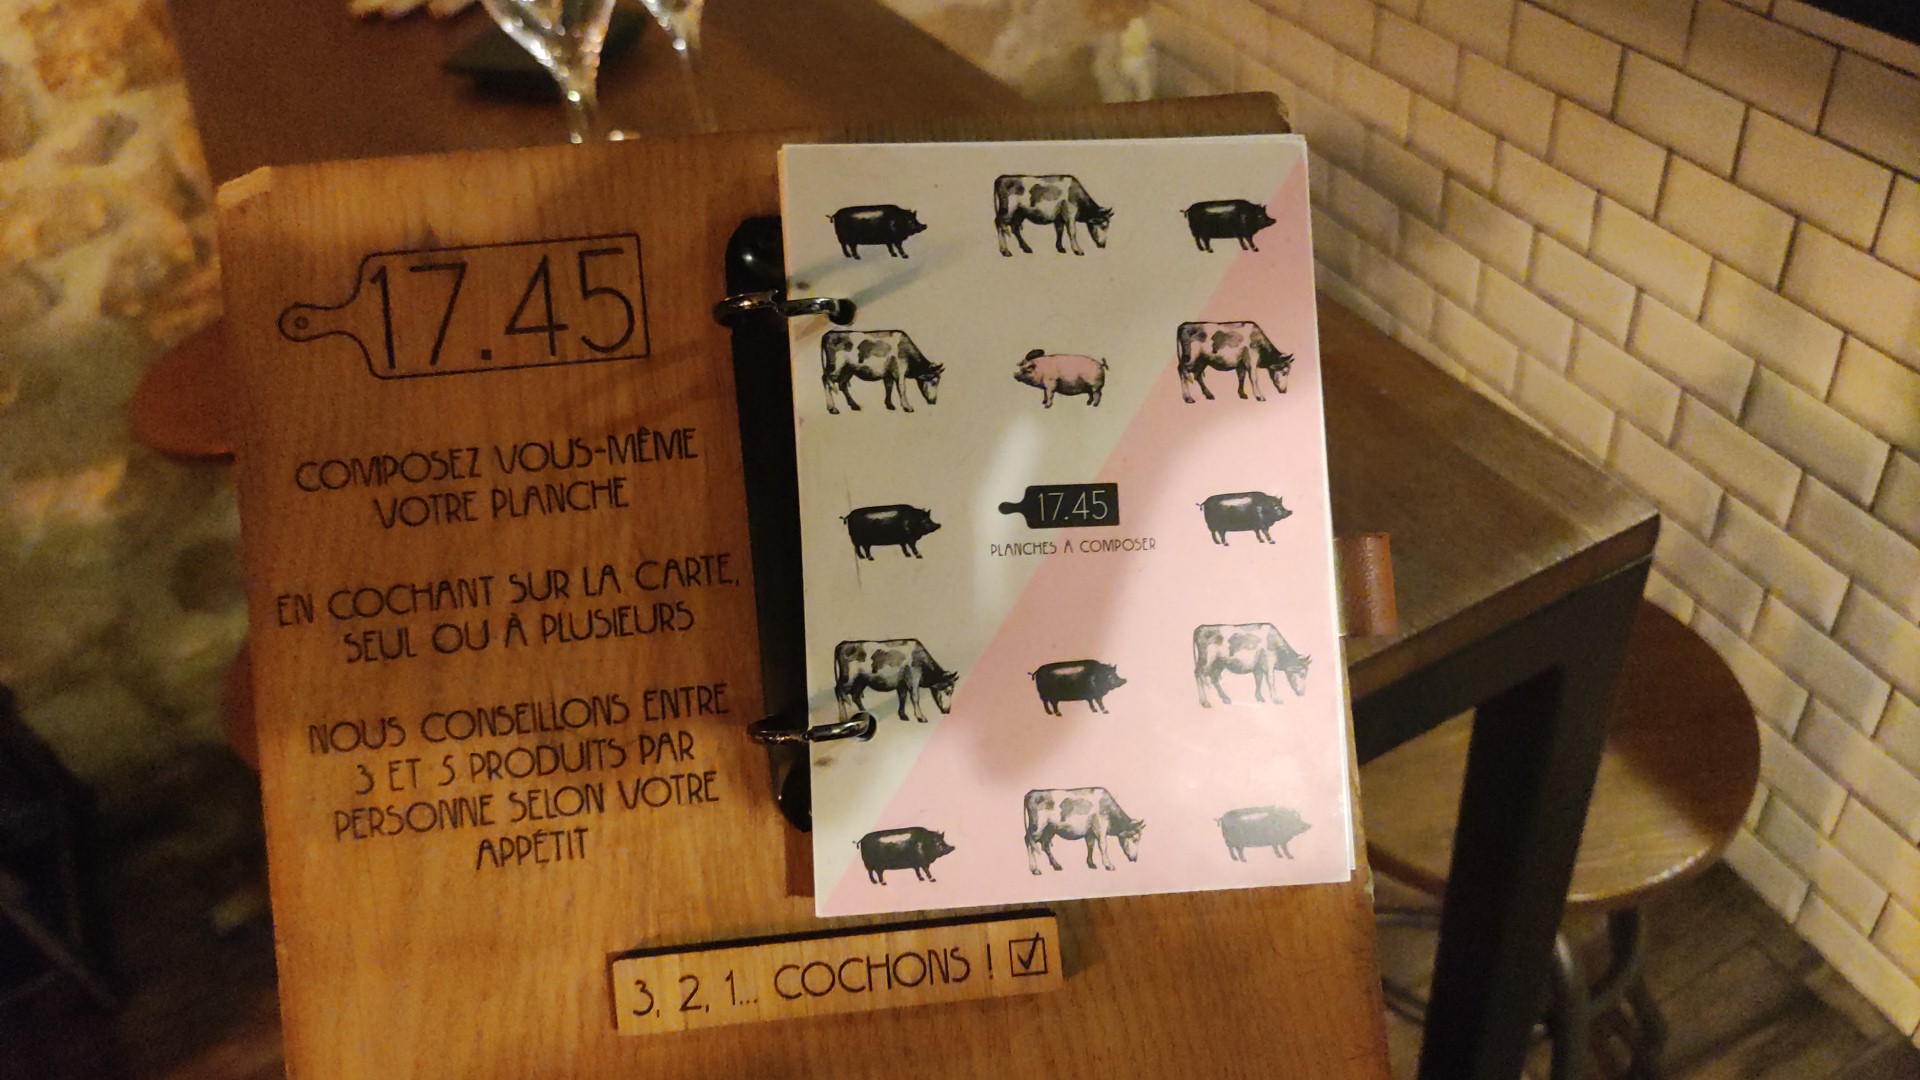 17.45
COMPOSEZ VOUS-MÊME
VOTRE PLANCHE
EN COCHANT SUR LA CARTE,
SEUL OU À PLUSIEURS
NOUS CONSEILLONS ENTRE
3 ET 5 PRODUITS PAR
PERSONNE SELON VOTRE
APPÉTIT
17.45
PLANCHES À COMPOSER
3, 2, 1... COCHONS !